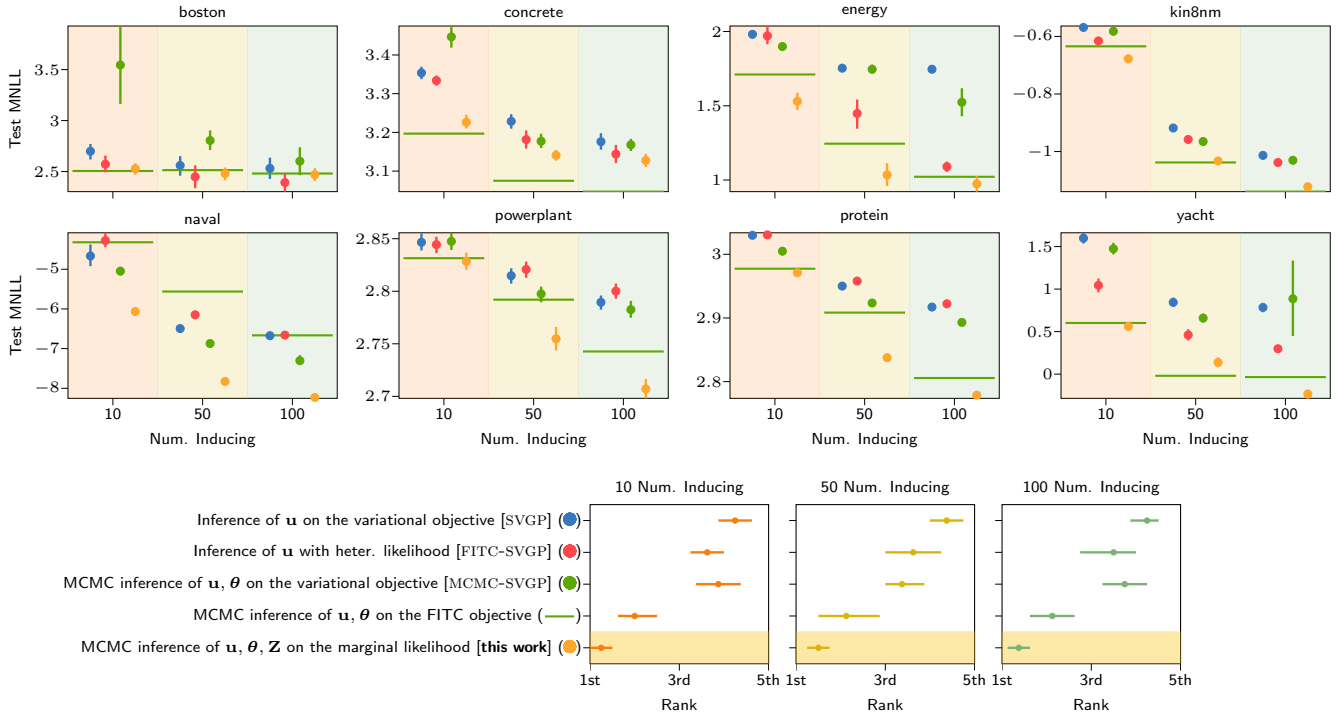 boston
concrete
energy
kin8nm
Test MNLL
3.5
3
2.5
3.4
3.3
3.2
3.1
2
1.5
1
−0.6
−0.8
−1
naval
powerplant
protein
yacht
Test MNLL
−5
−6
−7
−8
10
50
100
Num. Inducing
2.85
2.8
2.75
2.7
10
50
100
Num. Inducing
3
2.9
2.8
10
50
100
Num. Inducing
1.5
1
0.5
0
10
50
100
Num. Inducing
10 Num. Inducing
50 Num. Inducing
100 Num. Inducing
Inference of u on the variational objective [SVGP] ( )
Inference of u with heter. likelihood [FITC-SVGP] ( )
MCMC inference of u, θ on the variational objective [MCMC-SVGP] ( )
MCMC inference of u, θ on the FITC objective ( )
MCMC inference of u, θ, Z on the marginal likelihood [this work] ( )
1st
3rd
5th
Rank
1st
3rd
5th
Rank
1st
3rd
5th
Rank